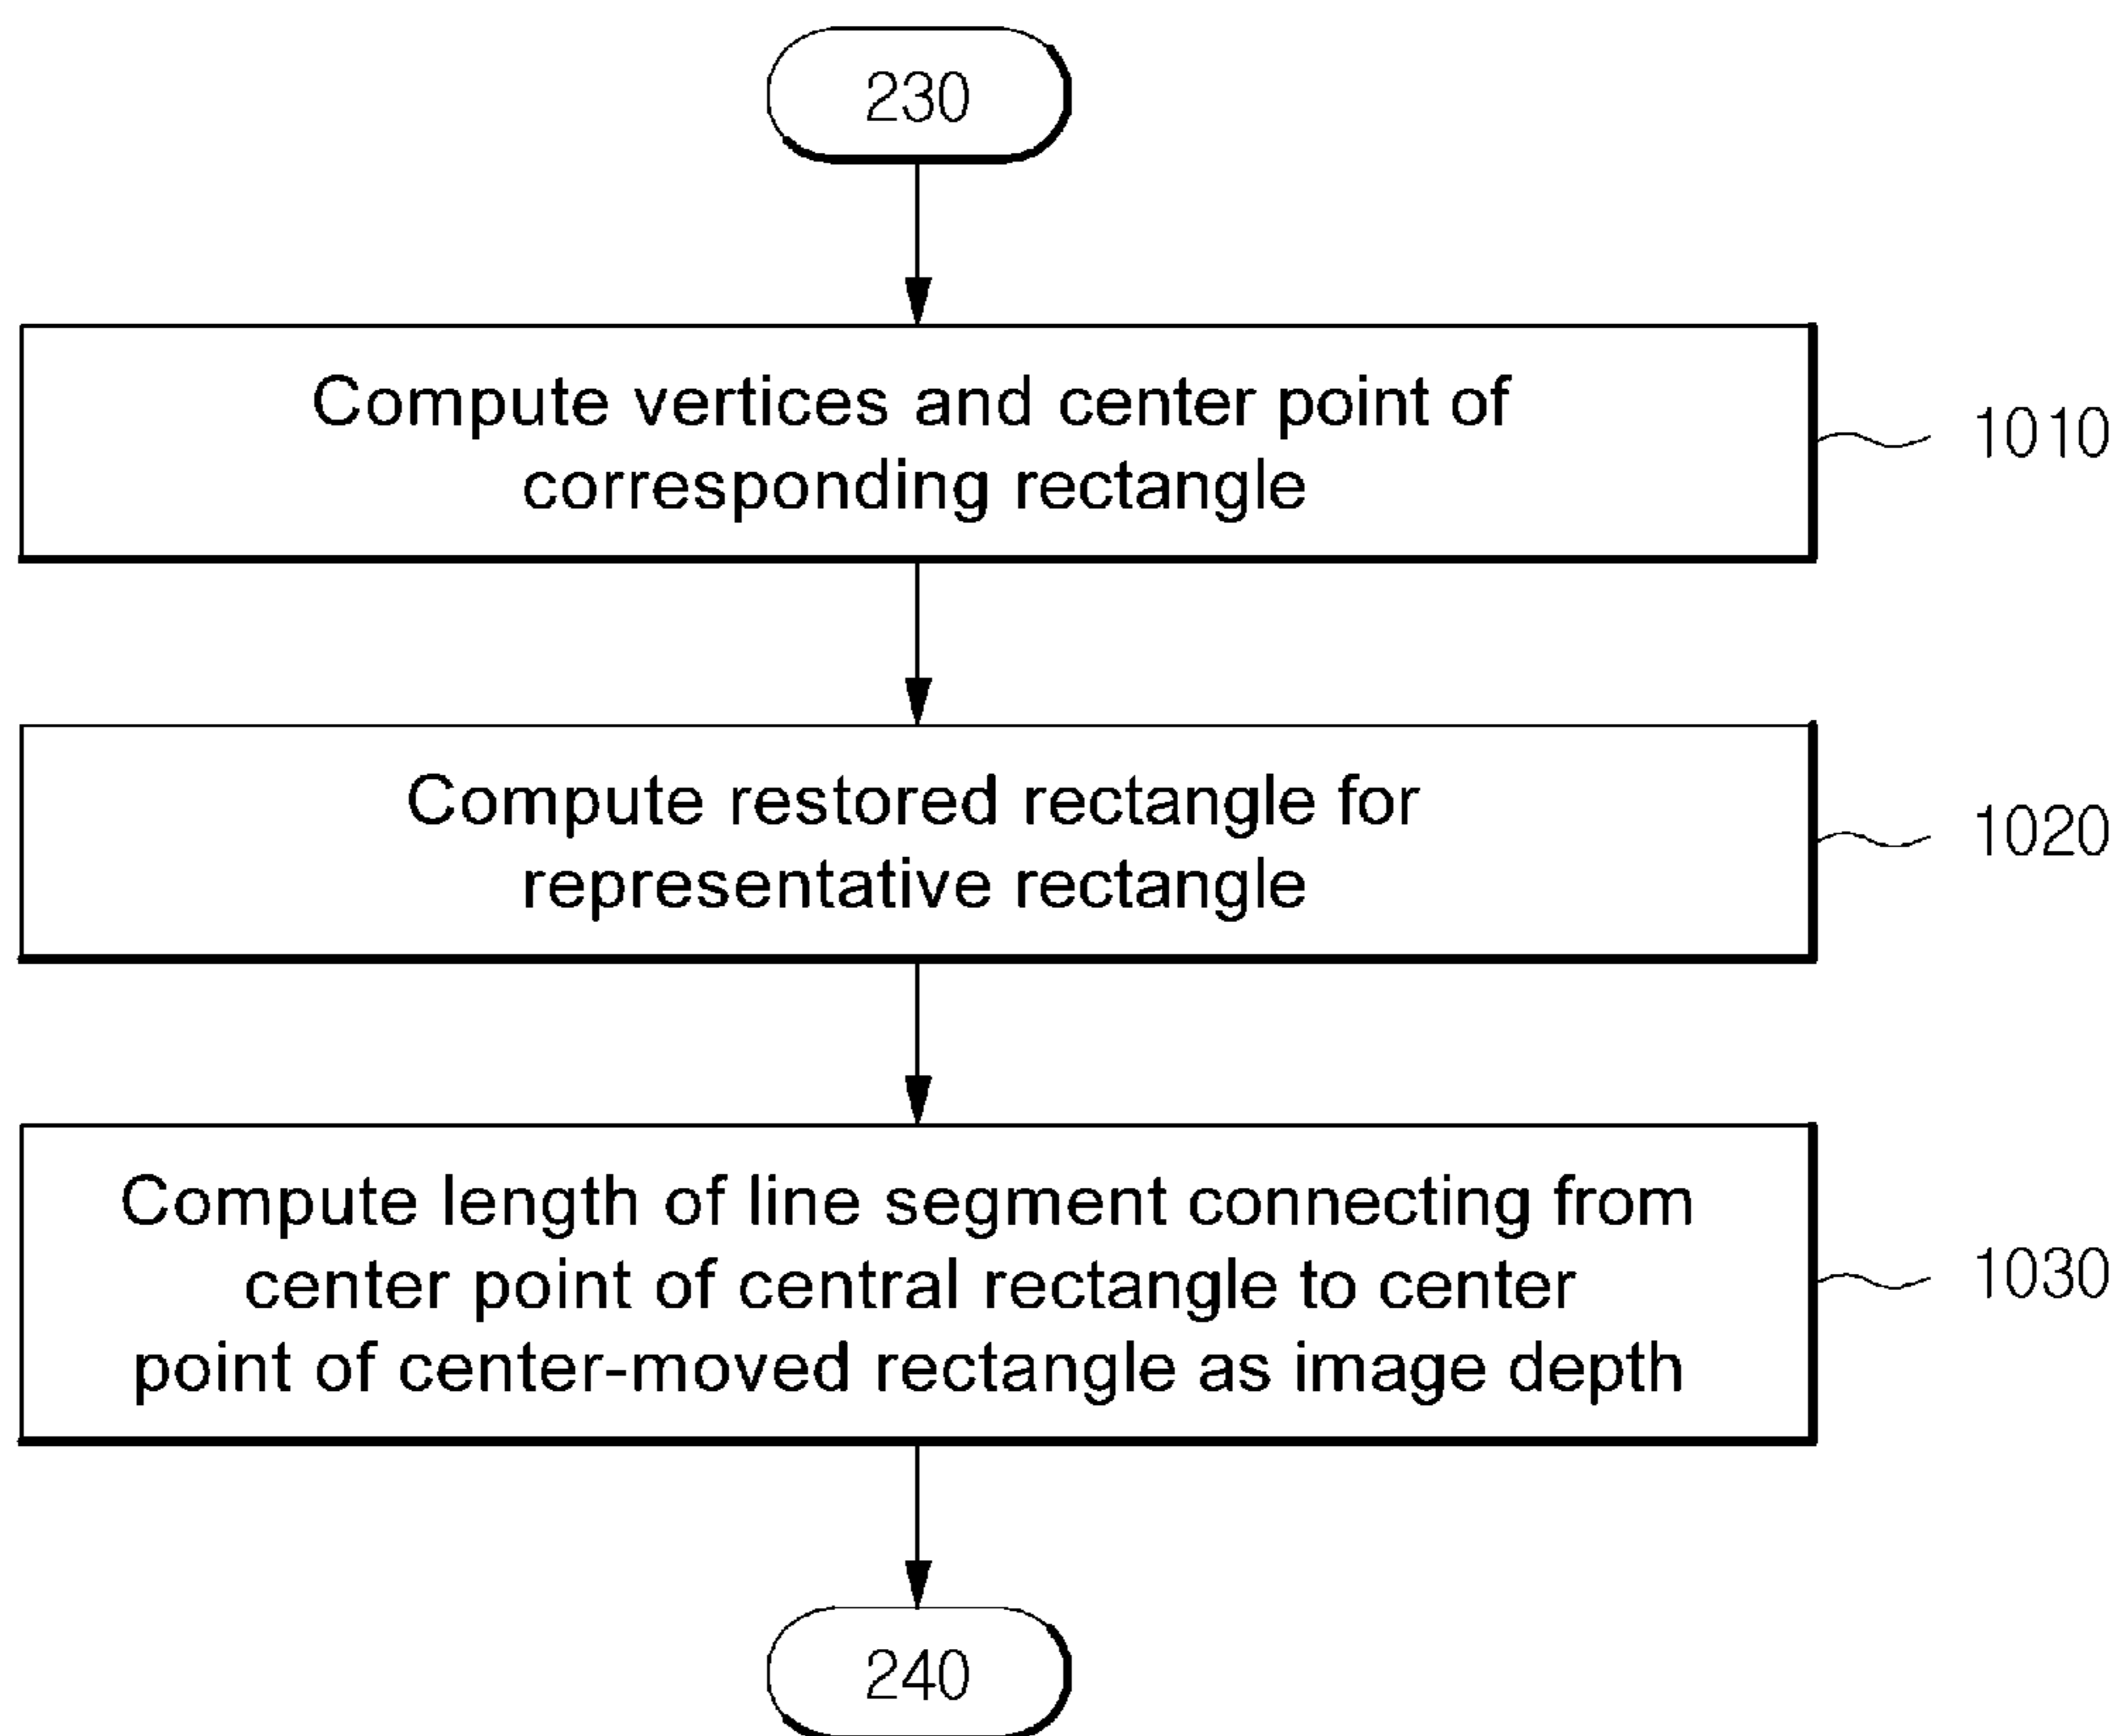 230
Compute vertices and center point of
corresponding rectangle
1010
Compute restored rectangle for
representative rectangle
1020
Compute length of line segment connecting from
center point of central rectangle to center
point of center-moved rectangle as image depth
1030
240